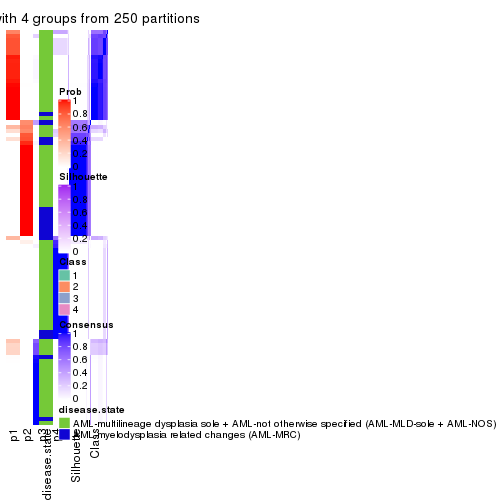 with 4 groups from 250 partitions
Prob
1
0.8
0.6
0.4
0.2
0
Silhouette
1
0.8
0.6
0.4
0.2
0
Class
1
2
3
4
Consensus
1
0.8
0.6
0.4
0.2
0
disease.state
AML-multilineage dysplasia sole + AML-not otherwise specified (AML-MLD-sole + AML-NOS)
AML-myelodysplasia related changes (AML-MRC)
p1
p2
p3
disease.state
p4
Silhouette
Class